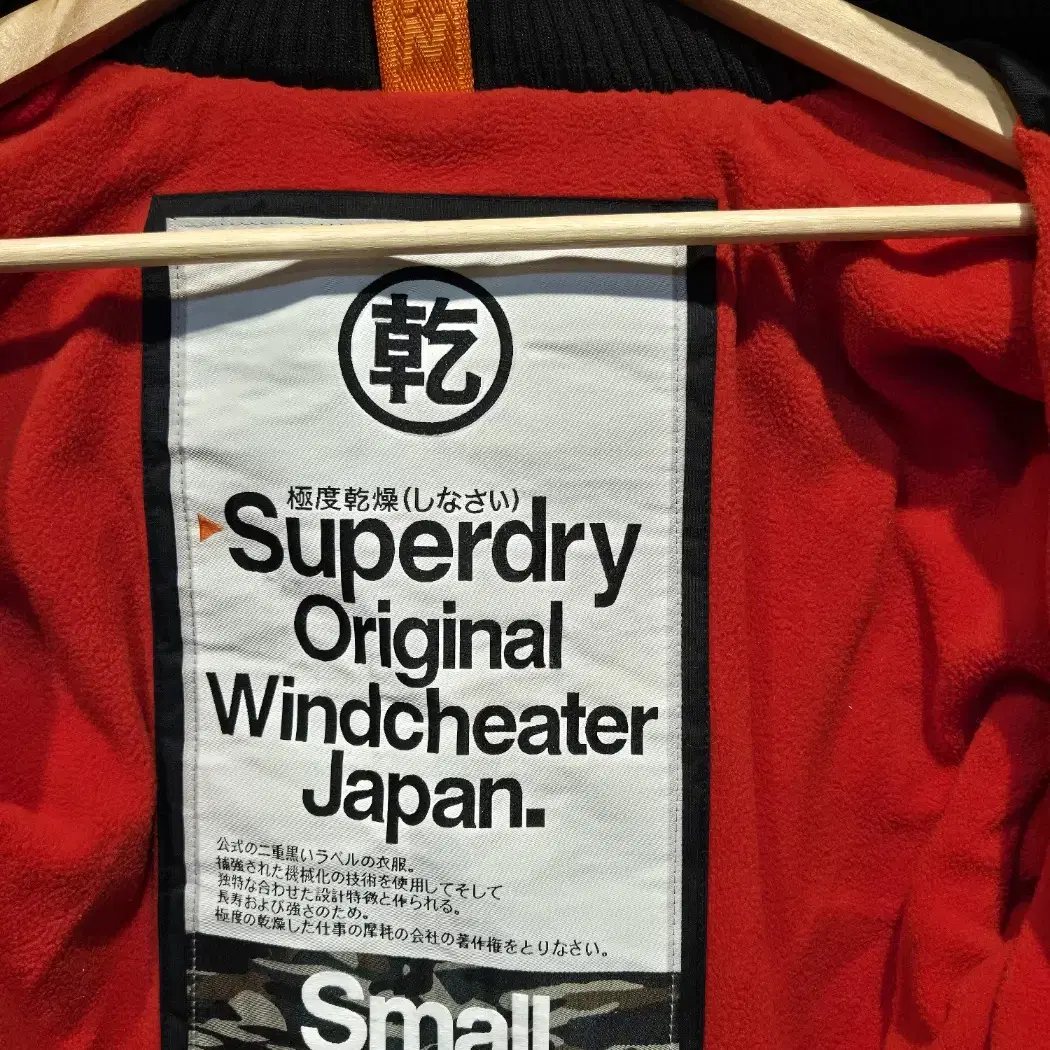 乾
極度乾燥(しなさい)
Superdry
Original
Windcheater
Japan.
公式の二重黒いラベルの衣服。
補強された機械化の技術を使用してそして
独特な合わせた設計特徴と作られる。
長寿および強さのため。
極度の乾燥した仕事の摩耗の会社の著作権をとりなさい。
Small